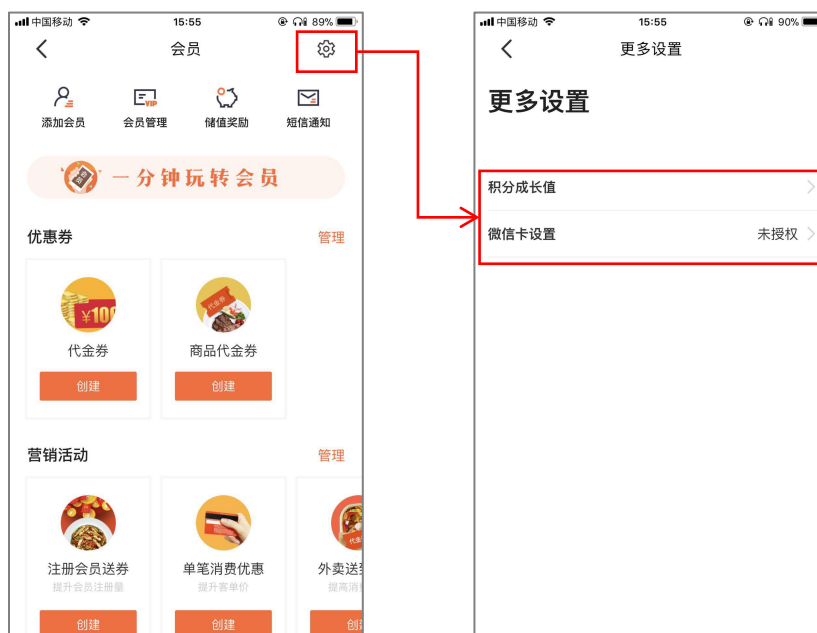 中国移动
15:55
89%
会员
添加会员
会员管理
储值奖励
短信通知
一分钟玩转会员
优惠券
管理
¥100
代金券
创建
代金券
商品代金券
创建
营销活动
管理
注册会员送券
提升会员注册量
创建
单笔消费优惠
提升客单价
创建
外卖送
提高消
中国移动
15:55
90%
更多设置
更多设置
积分成长值
微信卡设置
未授权